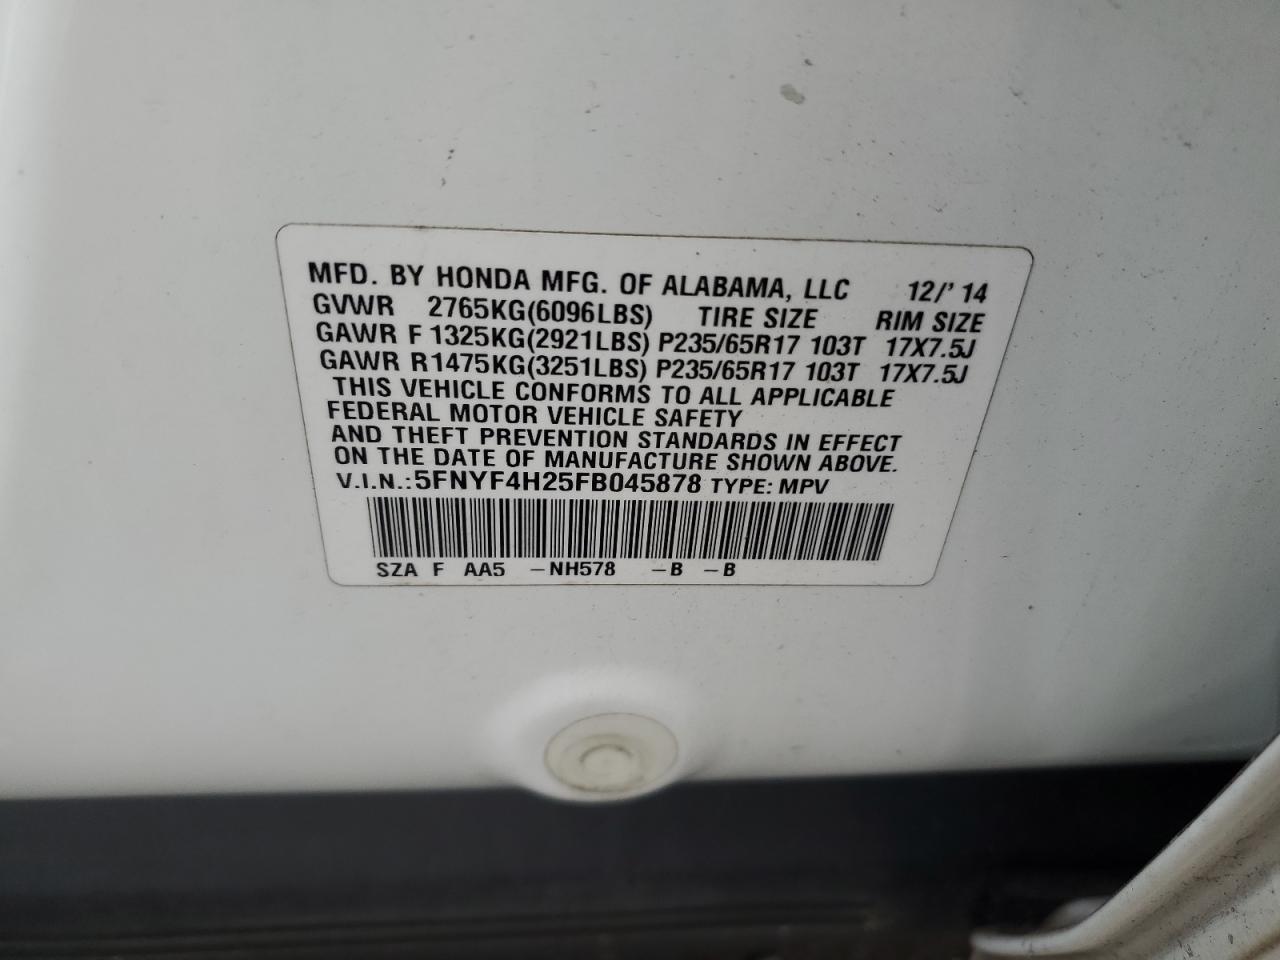 MFD. BY HONDA MFG. OF ALABAMA, LLC 12/' 14
GVWR 2765KG(6096LBS) TIRE SIZE RIM SIZE
GAWR F 1325KG(2921LBS) P235/65R17 103T 17X7.5J
GAWR R1475KG(3251LBS) P235/65R17 103T 17X7.5J
THIS VEHICLE CONFORMS TO ALL APPLICABLE
FEDERAL MOTOR VEHICLE SAFETY
AND THEFT PREVENTION STANDARDS IN EFFECT
ON THE DATE OF MANUFACTURE SHOWN ABOVE.
V.I.N.: 5FNYF4H25FB045878 TYPE: MPV
SZA F AA5 –NH578 –B –B